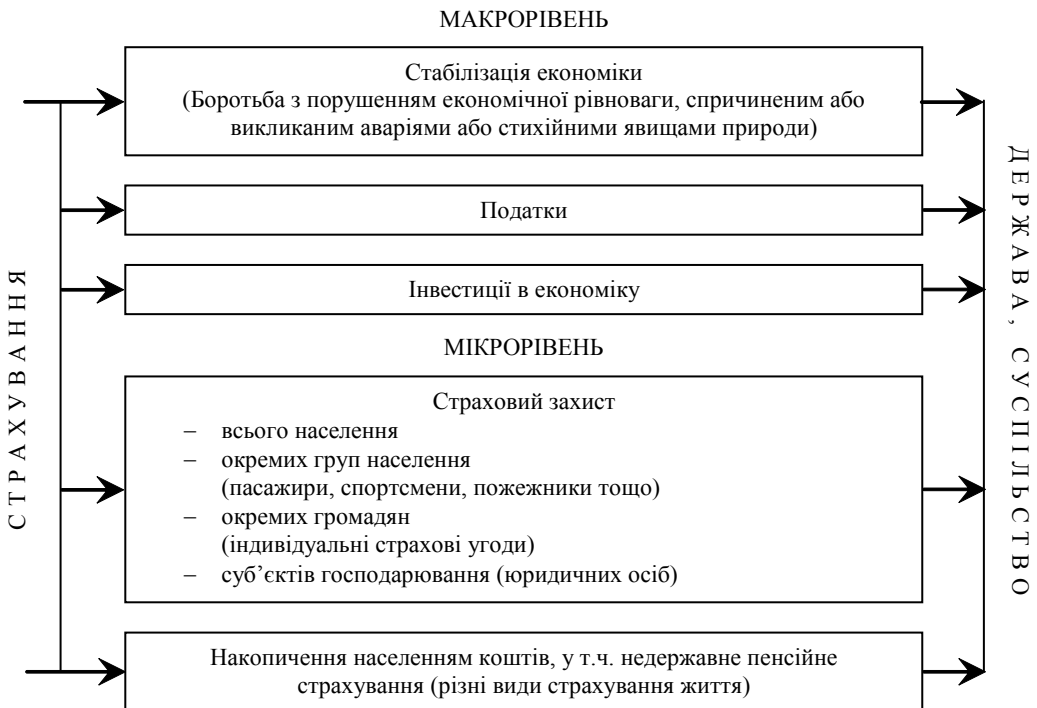 МАКРОРІВЕНЬ
Стабілізація економіки
(Боротьба з порушенням економічної рівноваги, спричиненим або
викликаним аваріями або стихійними явищами природи)
Податки
Інвестиції в економіку
МІКРОРІВЕНЬ
Страховий захист
– всього населення
– окремих груп населення
(пасажири, спортсмени, пожежники тощо)
– окремих громадян
(індивідуальні страхові угоди)
– суб’єктів господарювання (юридичних осіб)
Накопичення населенням коштів, у т.ч. недержавне пенсійне
страхування (різні види страхування життя)
СТРАХУВАННЯ
ДЕРЖАВА, СУСПІЛЬСТВО